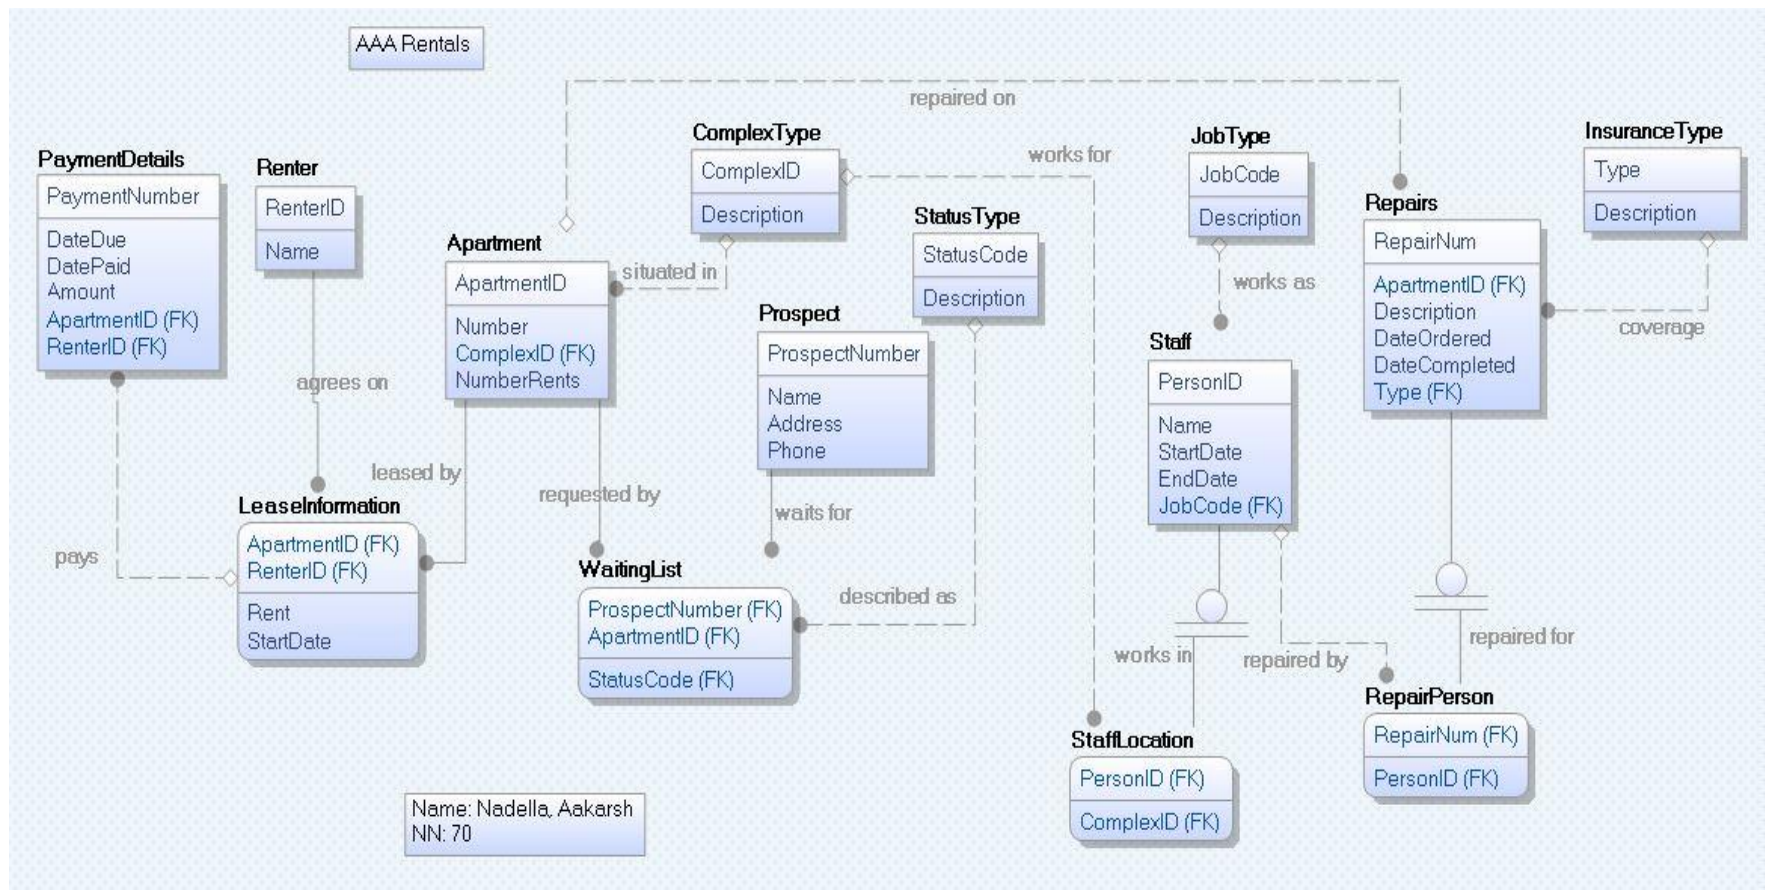 AAA Rentals
repaired on
PaymentDetails
PaymentNumber
DateDue
DatePaid
Amount
ApartmentID (FK)
RenterID (FK)
Renter
RenterID
Name
Apartment
ApartmentID
Number
ComplexID (FK)
NumberRents
ComplexType
ComplexID
Description
situated in
works for
StatusType
StatusCode
Description
Prospect
ProspectNumber
Name
Address
Phone
JobType
JobCode
Description
works as
Staff
PersonID
Name
StartDate
EndDate
JobCode (FK)
Repairs
RepairNum
ApartmentID (FK)
Description
DateOrdered
DateCompleted
Type (FK)
InsuranceType
Type
Description
coverage
agrees on
leased by
requested by
waits for
pays
LeaseInformation
ApartmentID (FK)
RenterID (FK)
Rent
StartDate
WaitingList
ProspectNumber (FK)
ApartmentID (FK)
StatusCode (FK)
described as
works in
repaired by
repaired for
StaffLocation
PersonID (FK)
ComplexID (FK)
RepairPerson
RepairNum (FK)
PersonID (FK)
Name: Nadella, Aakarsh
NN: 70